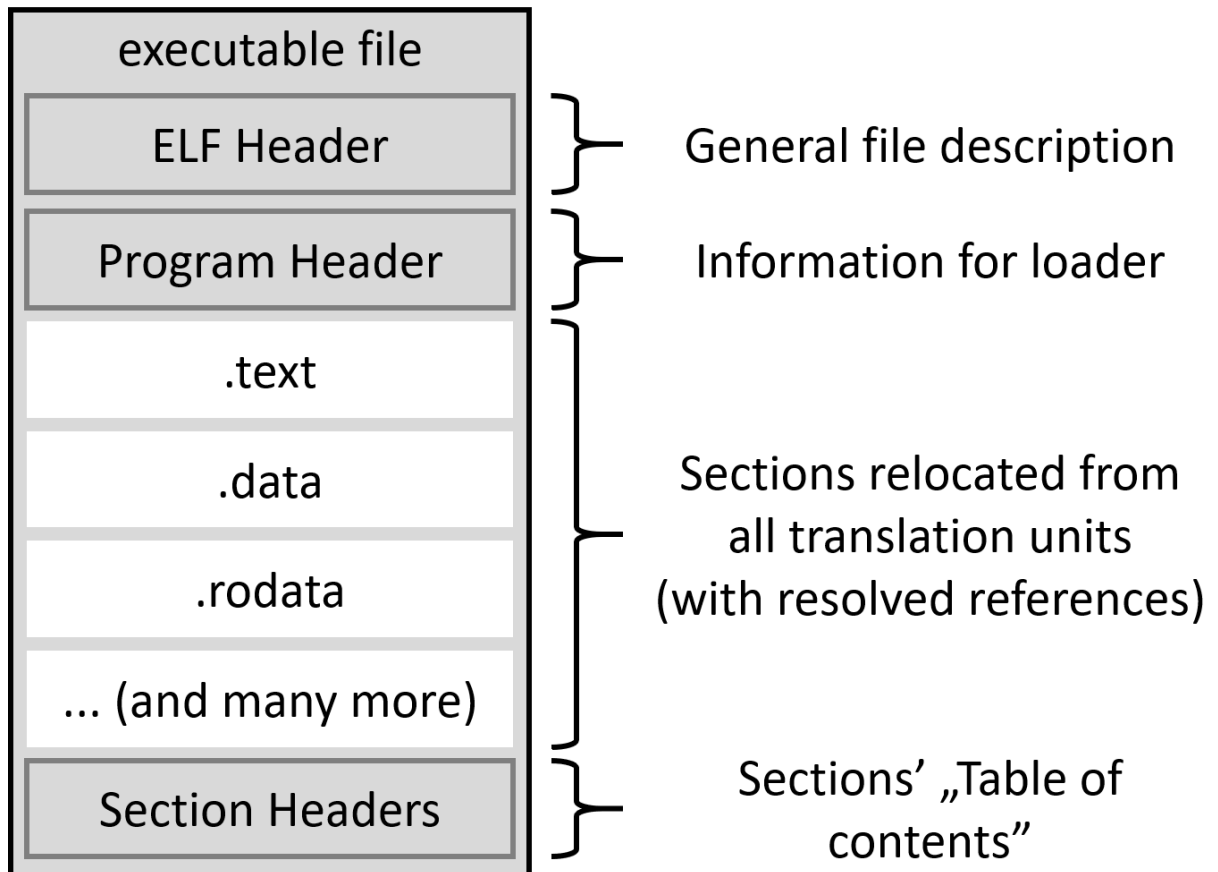 executable file
ELF Header
General file description
Program Header
Information for loader
.text
.data
.rodata
... (and many more)
Sections relocated from
all translation units
(with resolved references)
Section Headers
Sections’ „Table of
contents”